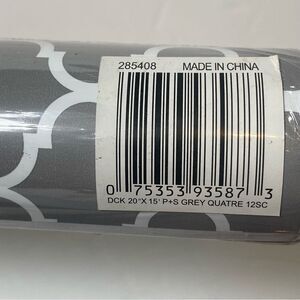 285408 MADE IN CHINA
0 75353 93587 3
DCK 20"X 15' P+S GREY QUATRE 12SC